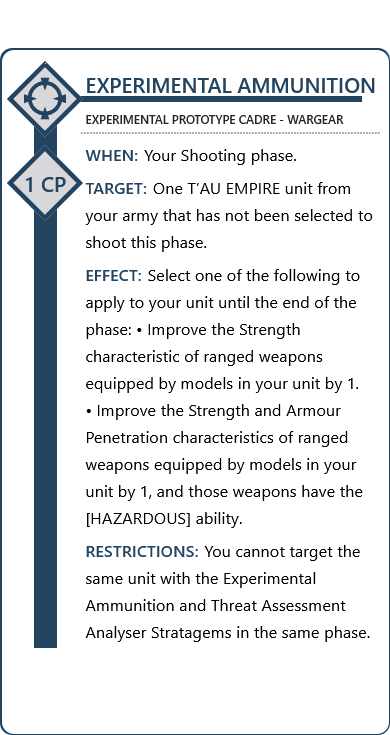 EXPERIMENTAL AMMUNITION
EXPERIMENTAL PROTOTYPE CADRE - WARGEAR
1 CP
WHEN: Your Shooting phase.
TARGET: One T'AU EMPIRE unit from
your army that has not been selected to
shoot this phase.
EFFECT: Select one of the following to
apply to your unit until the end of the
phase: • Improve the Strength
characteristic of ranged weapons
equipped by models in your unit by 1.
• Improve the Strength and Armour
Penetration characteristics of ranged
weapons equipped by models in your
unit by 1, and those weapons have the
[HAZARDOUS] ability.
RESTRICTIONS: You cannot target the
same unit with the Experimental
Ammunition and Threat Assessment
Analyser Stratagems in the same phase.